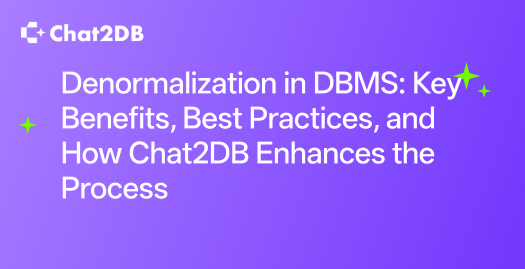 Chat2DB
Denormalization in DBMS: Key
Benefits, Best Practices, and
How Chat2DB Enhances the
Process